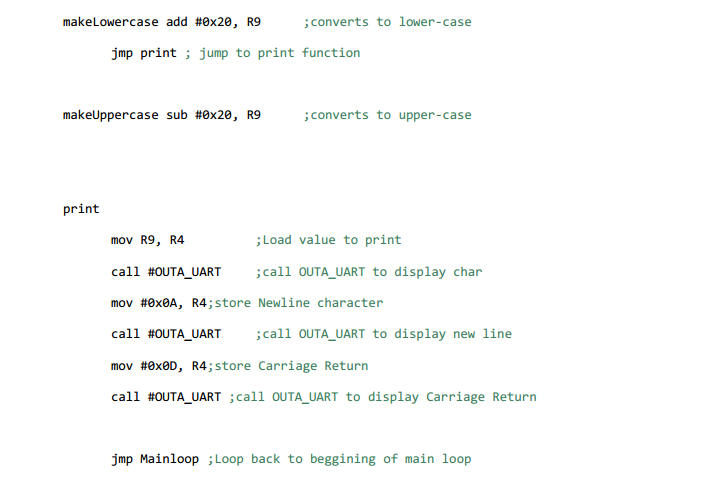 makeLowercase add #0x20, R9 ;converts to lower-case
jmp print ; jump to print function
makeUppercase sub #0x20, R9 ;converts to upper-case
print
mov R9, R4 ;Load value to print
call #OUTA_UART ;call OUTA_UART to display char
mov #0x0A, R4;store Newline character
call #OUTA_UART ;call OUTA_UART to display new line
mov #0x0D, R4;store Carriage Return
call #OUTA_UART ;call OUTA_UART to display Carriage Return
jmp Mainloop ;Loop back to beggining of main loop